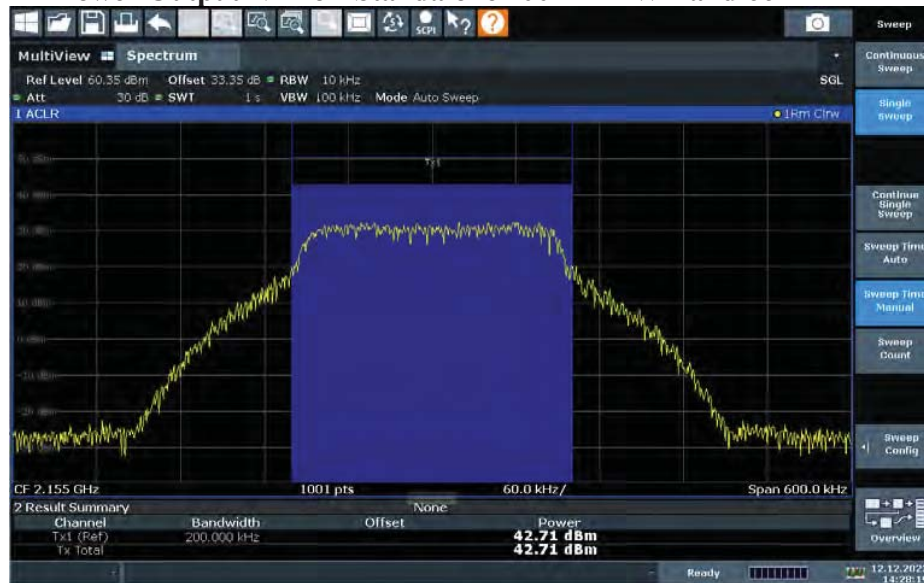 SCPI
Sweep
MultiView Spectrum
Continuous Sweep
Ref Level 60.35 dBm Offset 33.35 dB RBW 10 kHz
SGL
Att 30 dB SWT 1 s VBW 100 kHz Mode Auto Sweep
1 ACLR
1Rm Clrw
Single Sweep
Tx1
Continue Single Sweep
Sweep Time Auto
Sweep Time Manual
Sweep Count
Sweep Config
CF 2.155 GHz 1001 pts 60.0 kHz/ Span 600.0 kHz
2 Result Summary None
Channel Bandwidth Offset Power
Tx1 (Ref) 200.000 kHz 42.71 dBm
Tx Total 42.71 dBm
Overview
Ready